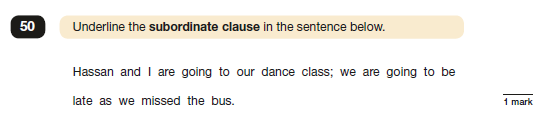 50 Underline the subordinate clause in the sentence below.
Hassan and I are going to our dance class; we are going to be
late as we missed the bus.
1 mark